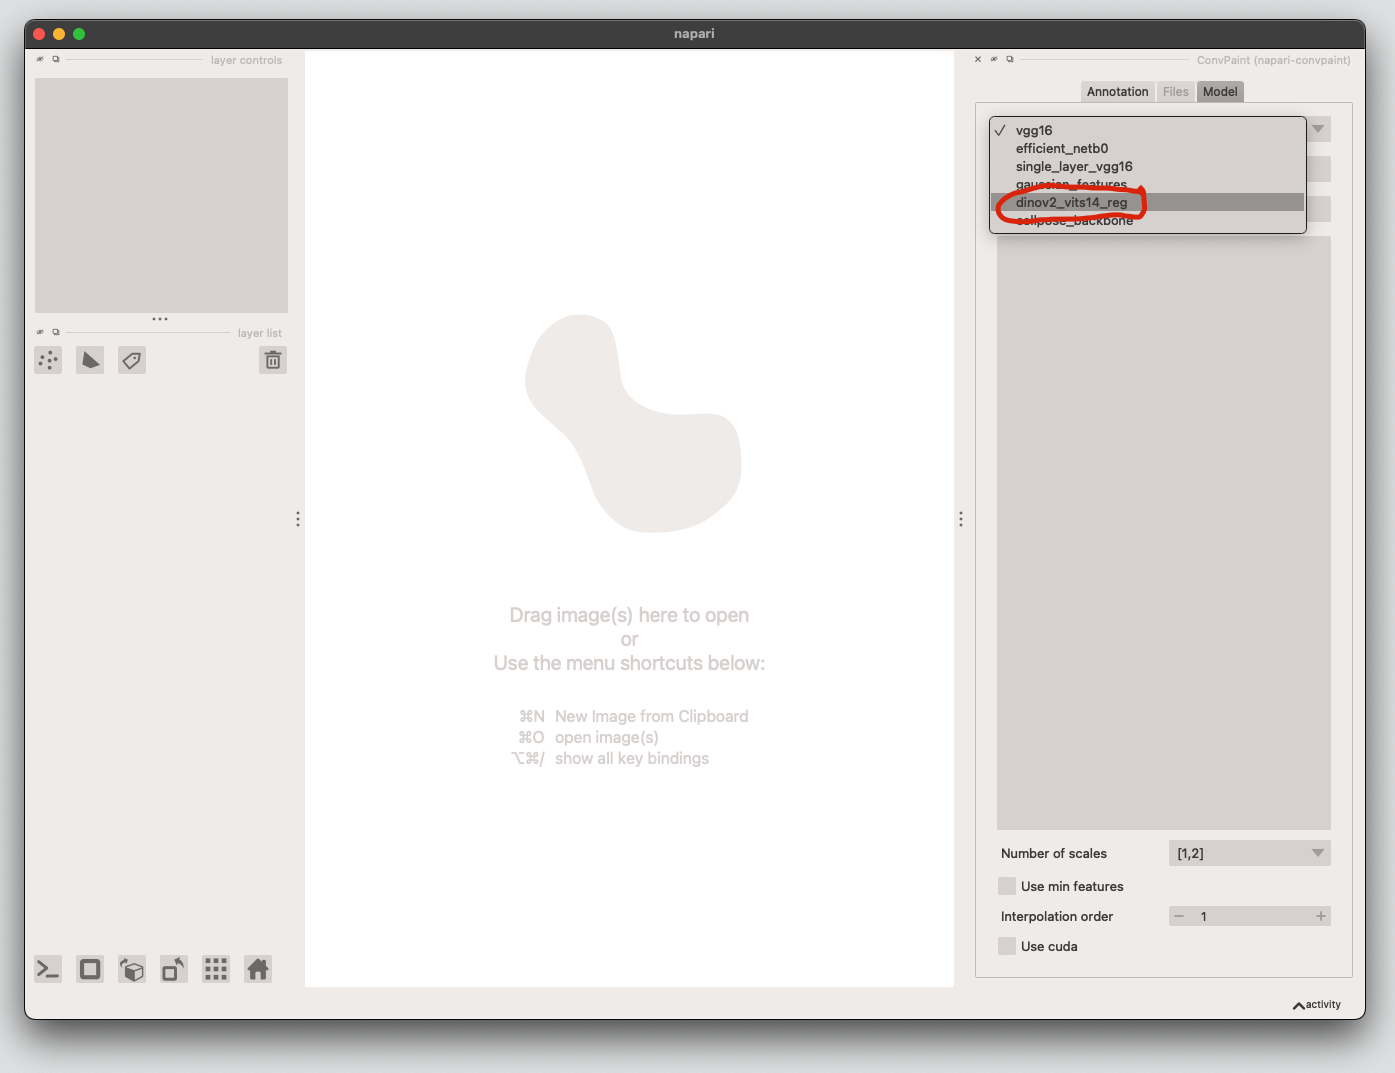 napari
layer controls
ConvPaint (napari-convpaint)
Annotation Files Model
vgg16
efficient_netb0
single_layer_vgg16
gaussian_features
dinov2_vits14_reg
cellpose_backbone
layer list
Drag image(s) here to open
or
Use the menu shortcuts below:
⌘N New Image from Clipboard
⌘O open image(s)
⌥⌘/ show all key bindings
Number of scales [1,2]
Use min features
Interpolation order − 1 +
Use cuda
activity